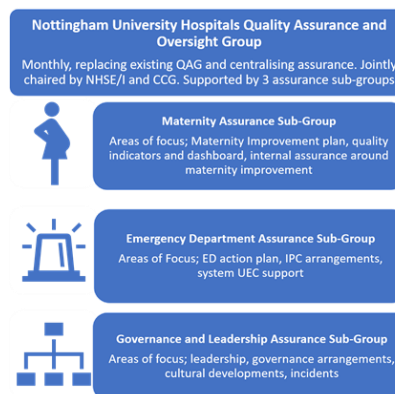 Nottingham University Hospitals Quality Assurance and
Oversight Group
Monthly, replacing existing QAG and centralising assurance. Jointly
chaired by NHSE/I and CCG. Supported by 3 assurance sub-groups
Maternity Assurance Sub-Group
Areas of focus; Maternity Improvement plan, quality
indicators and dashboard, internal assurance around
maternity improvement
Emergency Department Assurance Sub-Group
Areas of Focus; ED action plan, IPC arrangements,
system UEC support
Governance and Leadership Assurance Sub-Group
Areas of focus; leadership, governance arrangements,
cultural developments, incidents